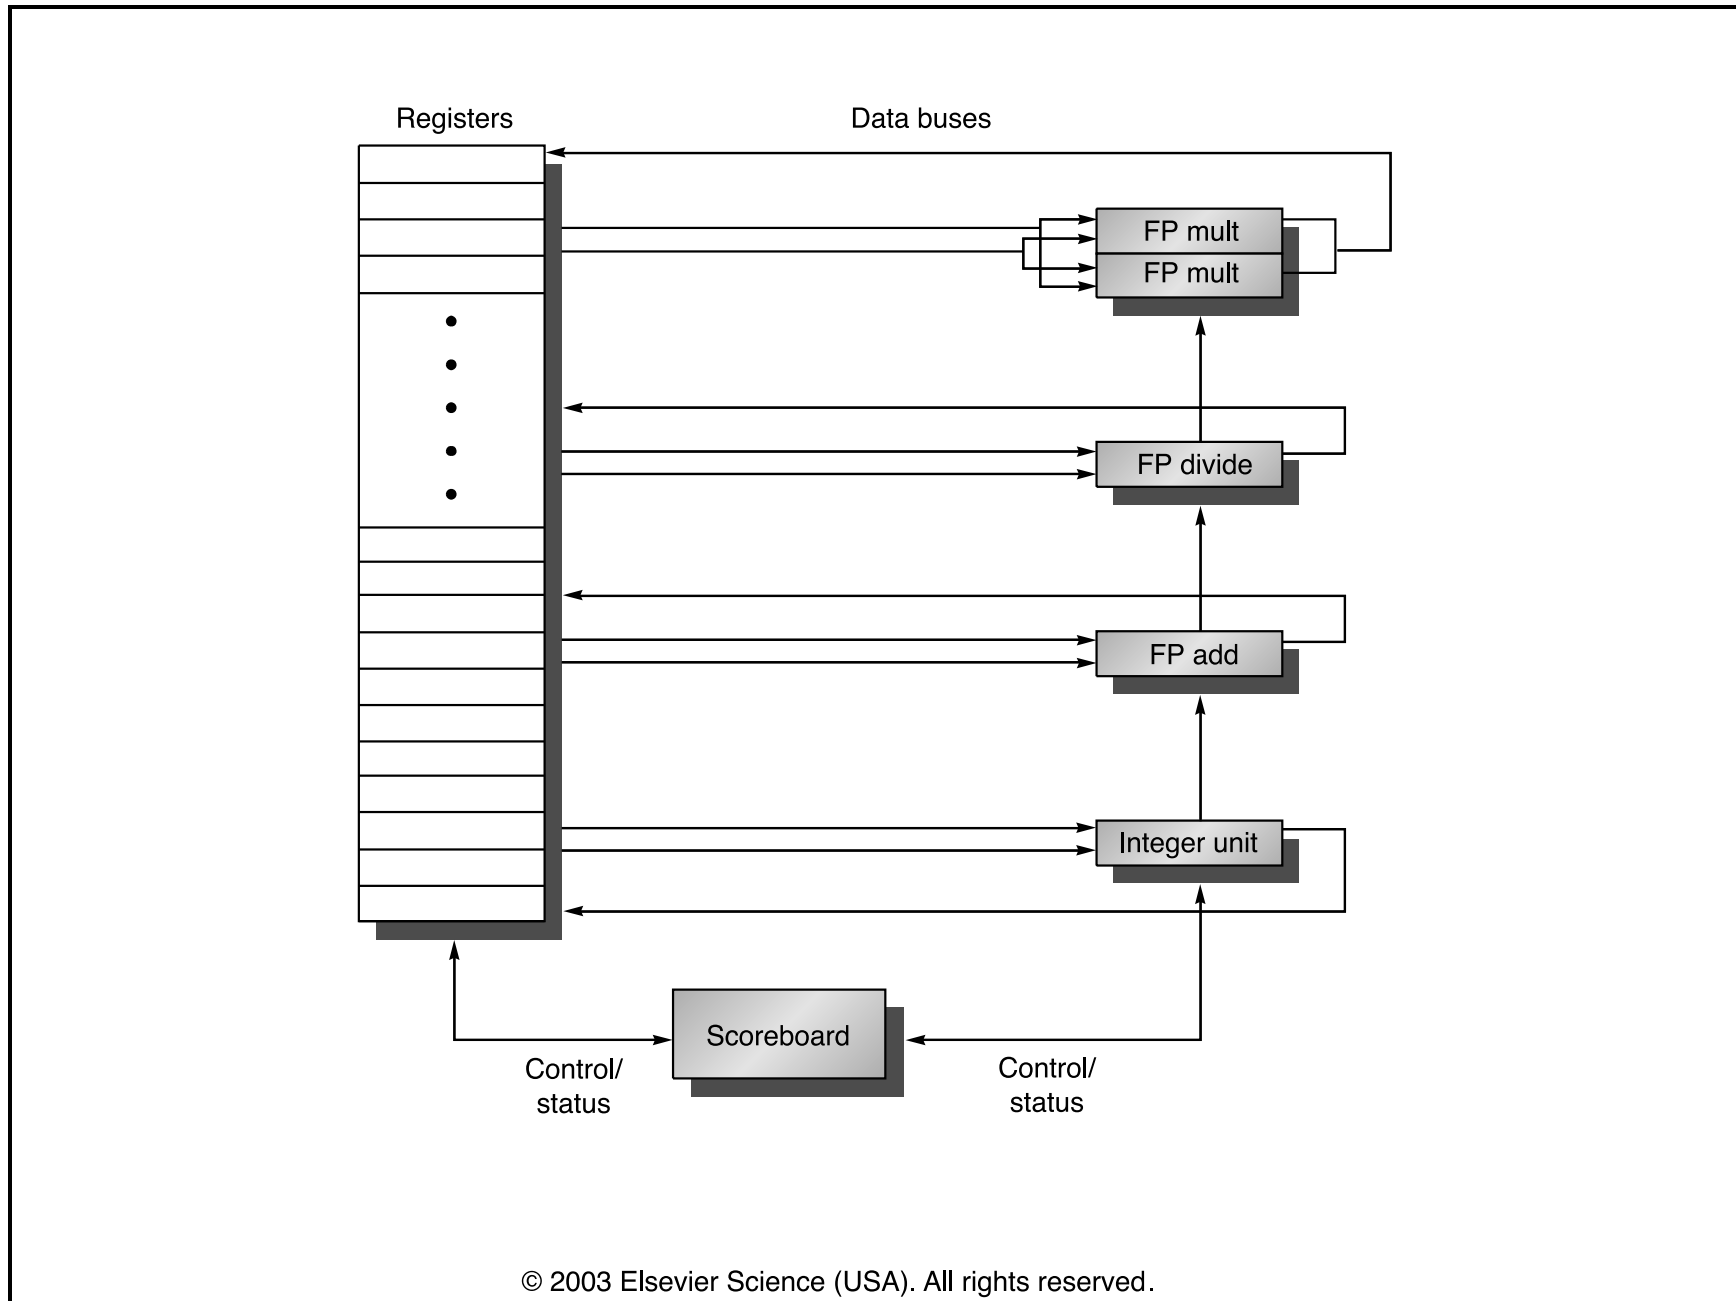 Registers
Data buses
FP mult
FP mult
FP divide
FP add
Integer unit
Scoreboard
Control/
status
Control/
status
© 2003 Elsevier Science (USA). All rights reserved.